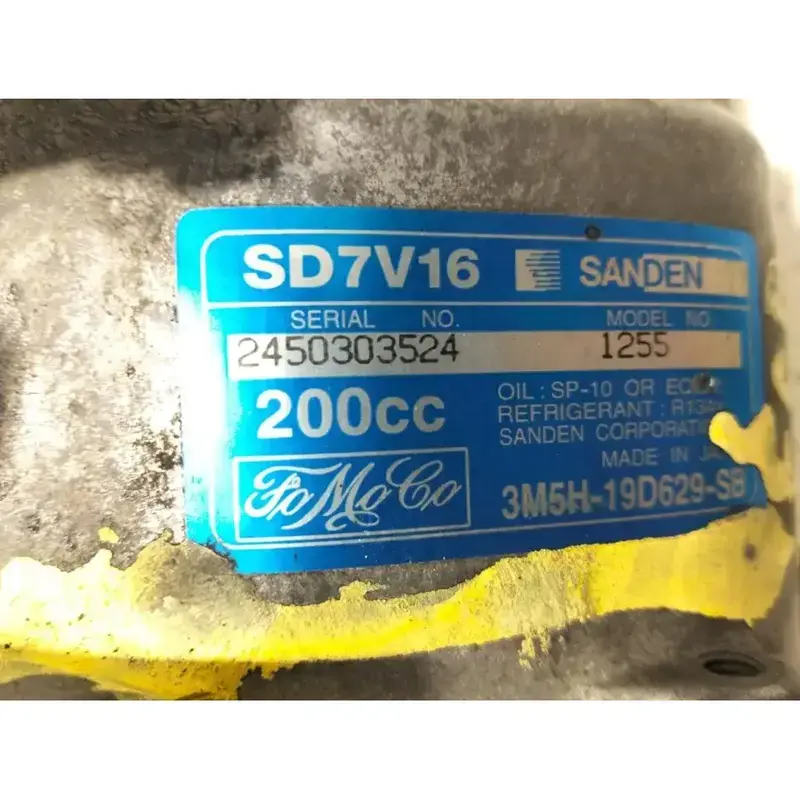 SD7V16 SANDEN
SERIAL NO. MODEL NO
2450303524 1255
200cc
OIL : SP-10 OR
REFRIGERANT :
SANDEN CORPORATION
MADE IN
FoMoCo
3M5H-19D629-SB